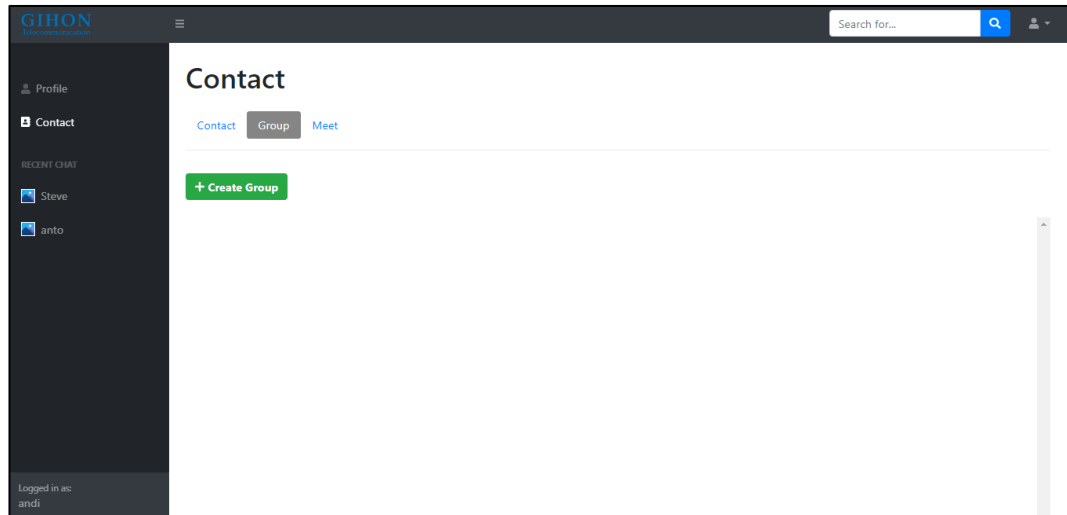 GIHON
Telecommunication
Search for...
Profile
Contact
RECENT CHAT
Steve
anto
Logged in as:
andi
Contact
Contact Group Meet
+ Create Group